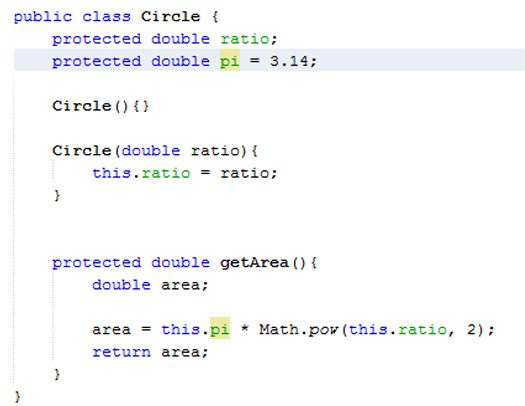 public class Circle {
protected double ratio;
protected double pi = 3.14;
Circle(){}
Circle(double ratio){
this.ratio = ratio;
}
protected double getArea(){
double area;
area = this.pi * Math.pow(this.ratio, 2);
return area;
}
}